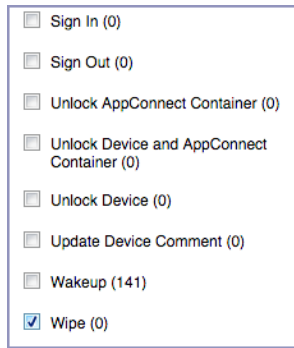 Sign In (0)
Sign Out (0)
Unlock AppConnect Container (0)
Unlock Device and AppConnect
Container (0)
Unlock Device (0)
Update Device Comment (0)
Wakeup (141)
Wipe (0)